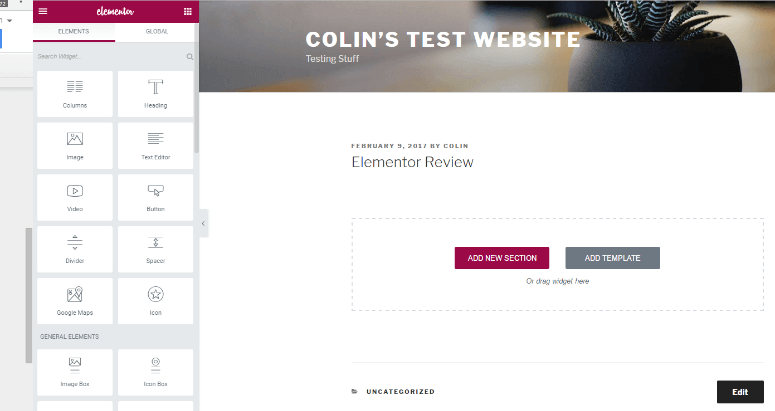 elementor
ELEMENTS GLOBAL
Search Widget...
Columns Heading
Image Text Editor
Video Button
Divider Spacer
Google Maps Icon
GENERAL ELEMENTS
Image Box Icon Box
COLIN'S TEST WEBSITE
Testing Stuff
FEBRUARY 9, 2017 BY COLIN
Elementor Review
ADD NEW SECTION ADD TEMPLATE
Or drag widget here
UNCATEGORIZED
Edit